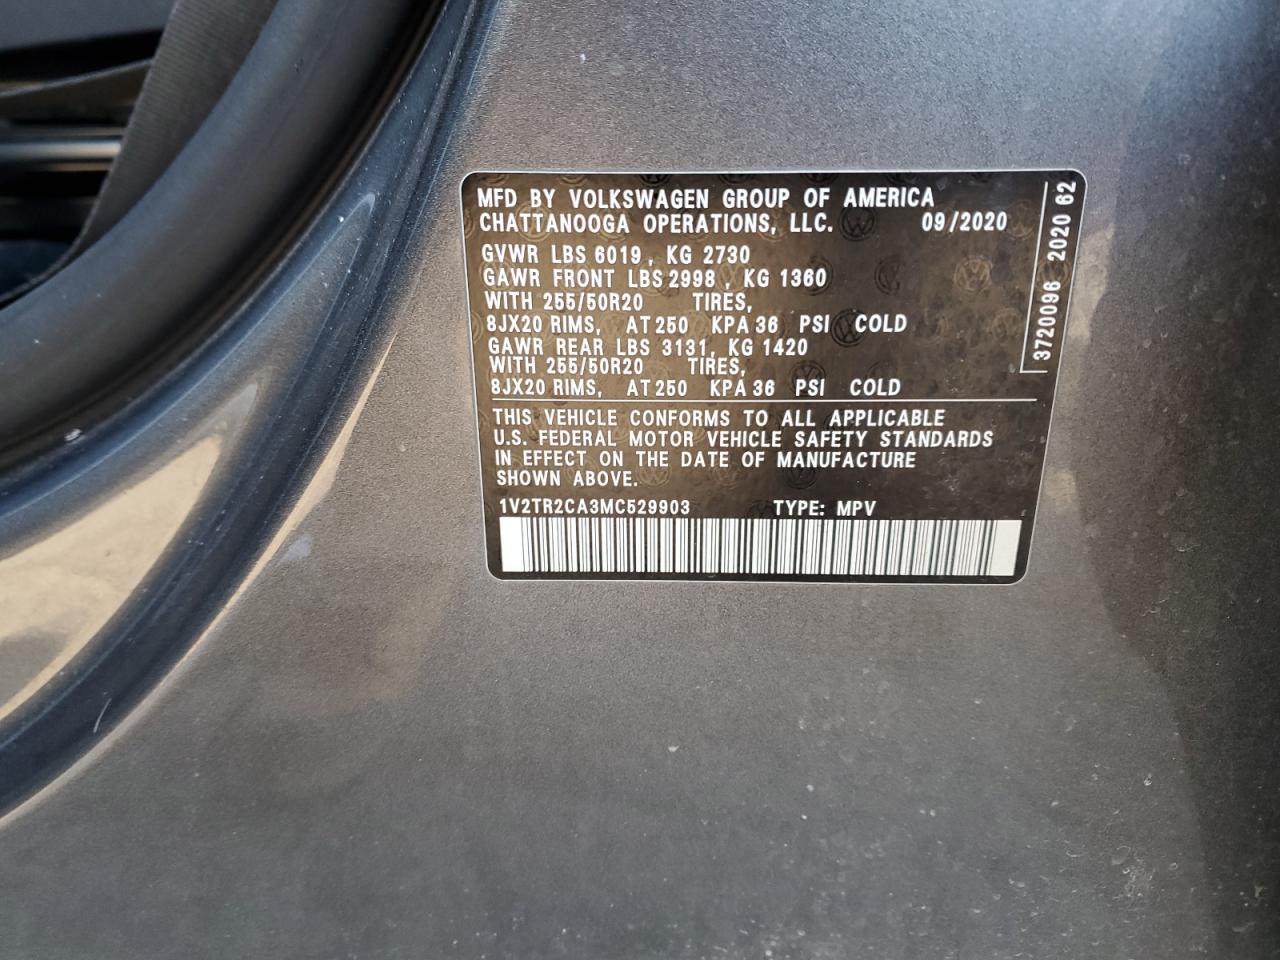 MFD BY VOLKSWAGEN GROUP OF AMERICA
CHATTANOOGA OPERATIONS, LLC. 09/2020
GVWR LBS 6019, KG 2730
GAWR FRONT LBS 2998, KG 1360
WITH 255/50R20 TIRES,
8JX20 RIMS, AT 250 KPA 36 PSI COLD
GAWR REAR LBS 3131, KG 1420
WITH 255/50R20 TIRES,
8JX20 RIMS, AT 250 KPA 36 PSI COLD
THIS VEHICLE CONFORMS TO ALL APPLICABLE
U.S. FEDERAL MOTOR VEHICLE SAFETY STANDARDS
IN EFFECT ON THE DATE OF MANUFACTURE
SHOWN ABOVE.
1V2TR2CA3MC529903 TYPE: MPV
3720096 2020 62